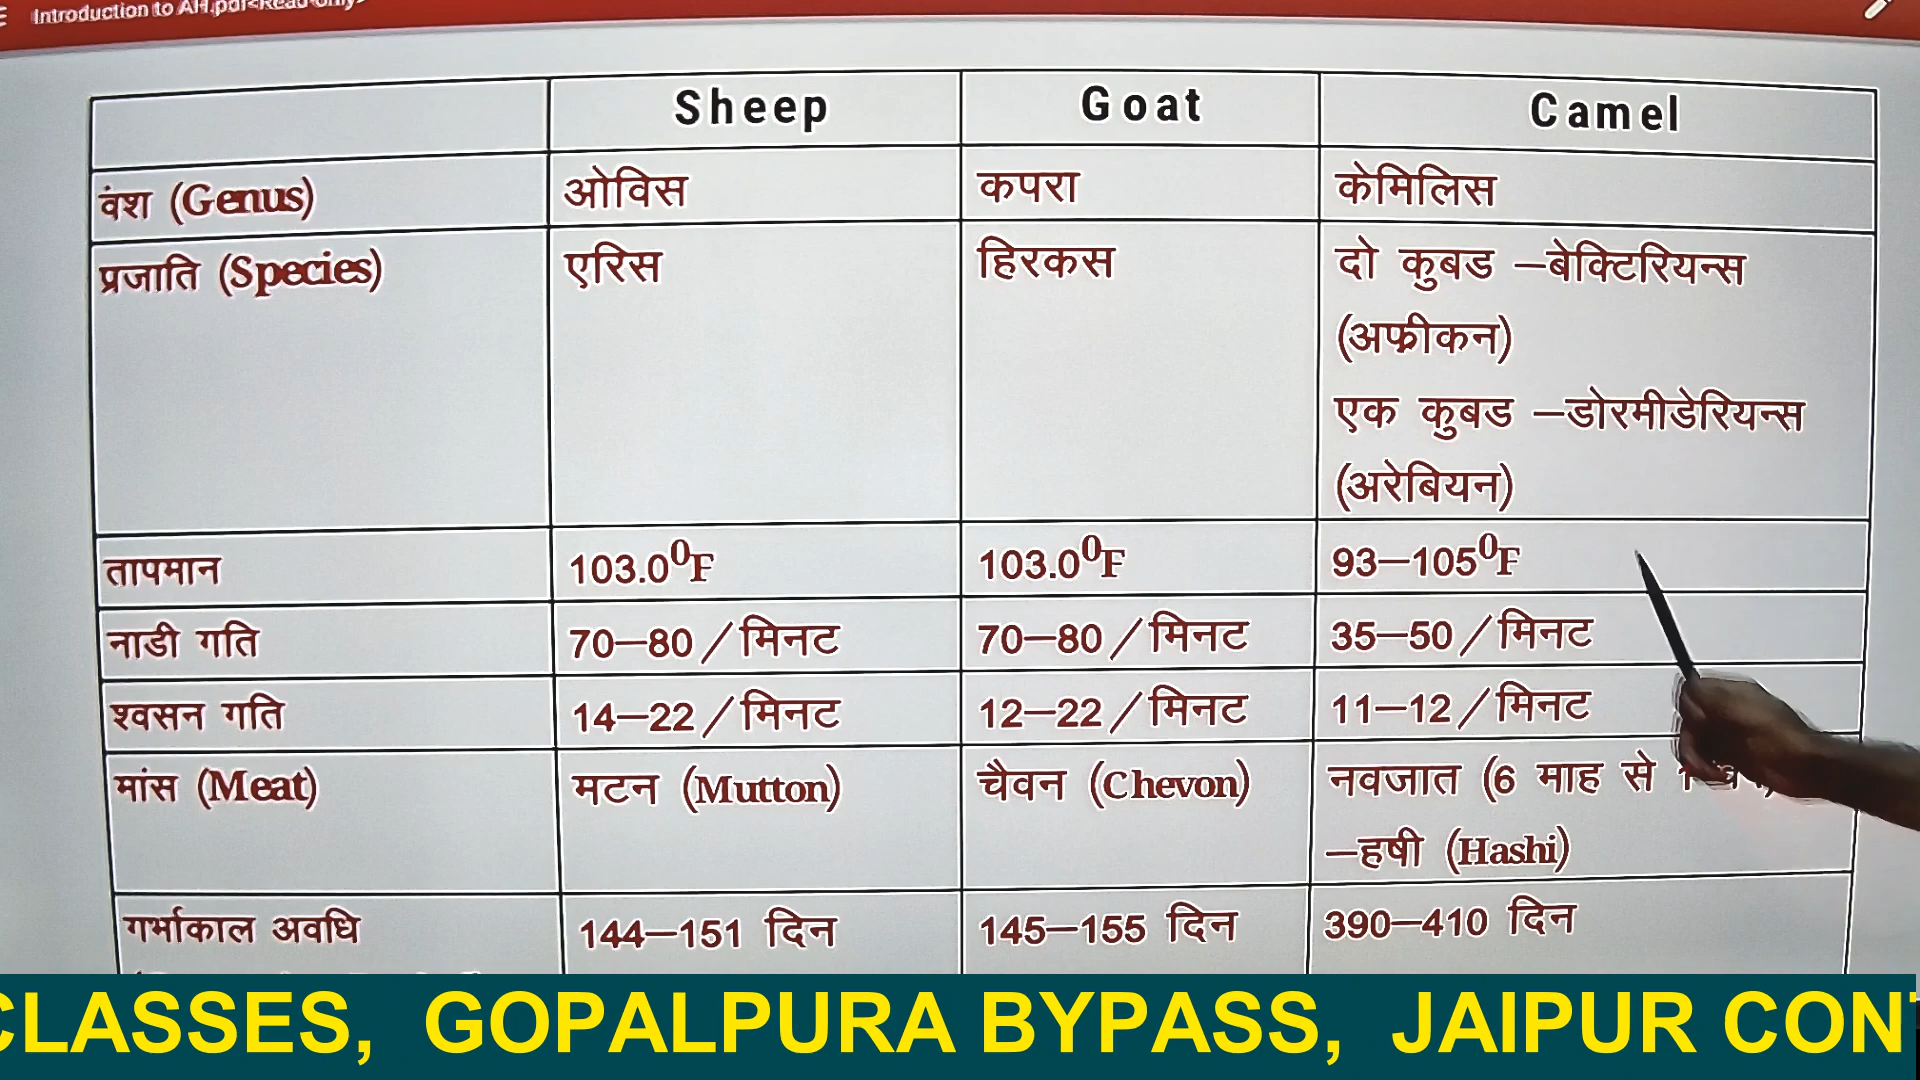 Introduction to AH.pdf<Read-only>
Sheep Goat Camel
वंश (Genus) ओविस कपरा केमिलिस
प्रजाति (Species) एरिस हिरकस दो कुबड –बेक्टिरियन्स
(अफ्रीकन)
एक कुबड –डोरमीडेरियन्स
(अरेबियन)
तापमान 103.0⁰F 103.0⁰F 93–105⁰F
नाडी गति 70–80/मिनट 70–80/मिनट 35–50/मिनट
श्वसन गति 14–22/मिनट 12–22/मिनट 11–12/मिनट
मांस (Meat) मटन (Mutton) चैवन (Chevon) नवजात (6 माह से
–हषी (Hashi)
गर्भाकाल अवधि 144–151 दिन 145–155 दिन 390–410 दिन
CLASSES, GOPALPURA BYPASS, JAIPUR CONT